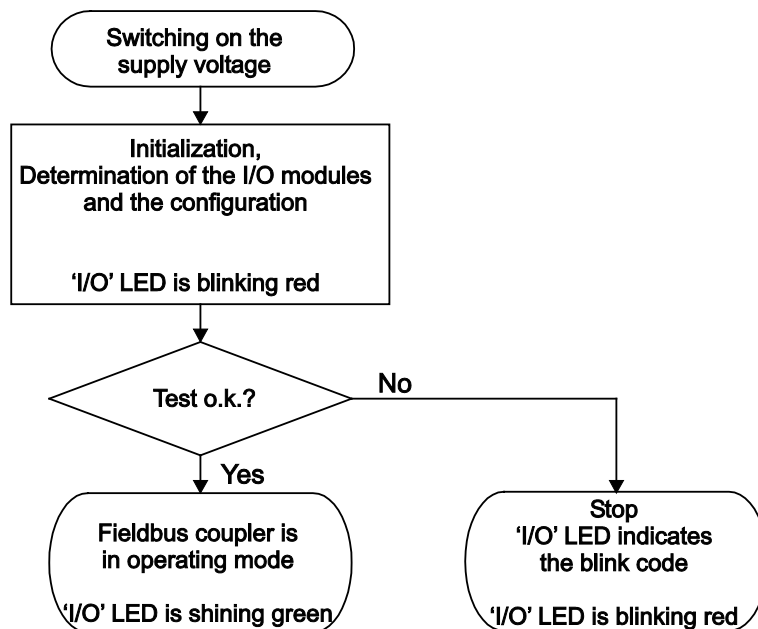 Switching on the
supply voltage
Initialization,
Determination of the I/O modules
and the configuration
‘I/O’ LED is blinking red
Test o.k.?
No
Yes
Fieldbus coupler is
in operating mode
‘I/O’ LED is shining green
Stop
‘I/O’ LED indicates
the blink code
‘I/O’ LED is blinking red